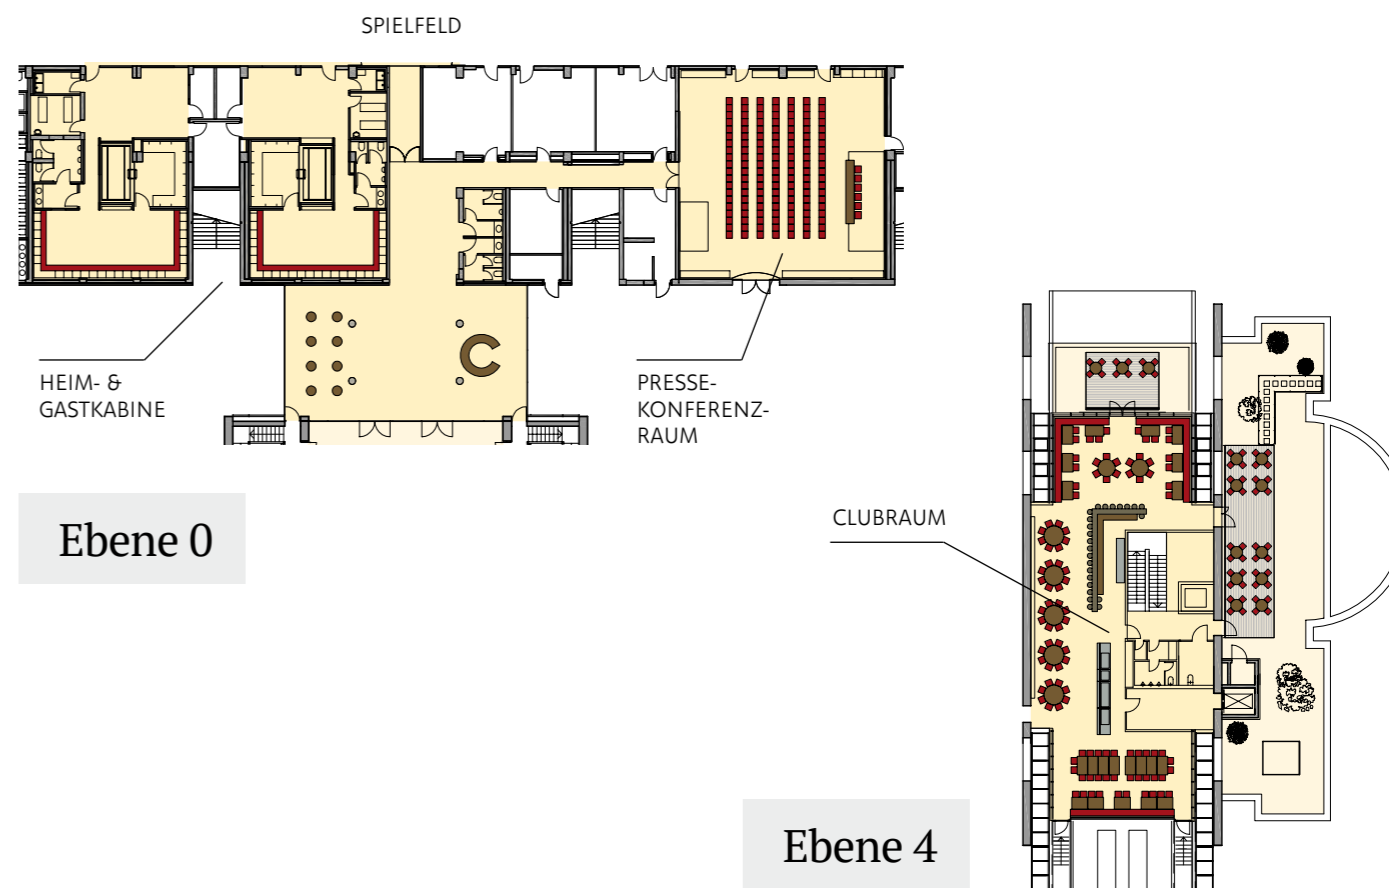 SPIELFELD
HEIM- &
GASTKABINE
PRESSE-
KONFERENZ-
RAUM
Ebene 0
CLUBRAUM
Ebene 4